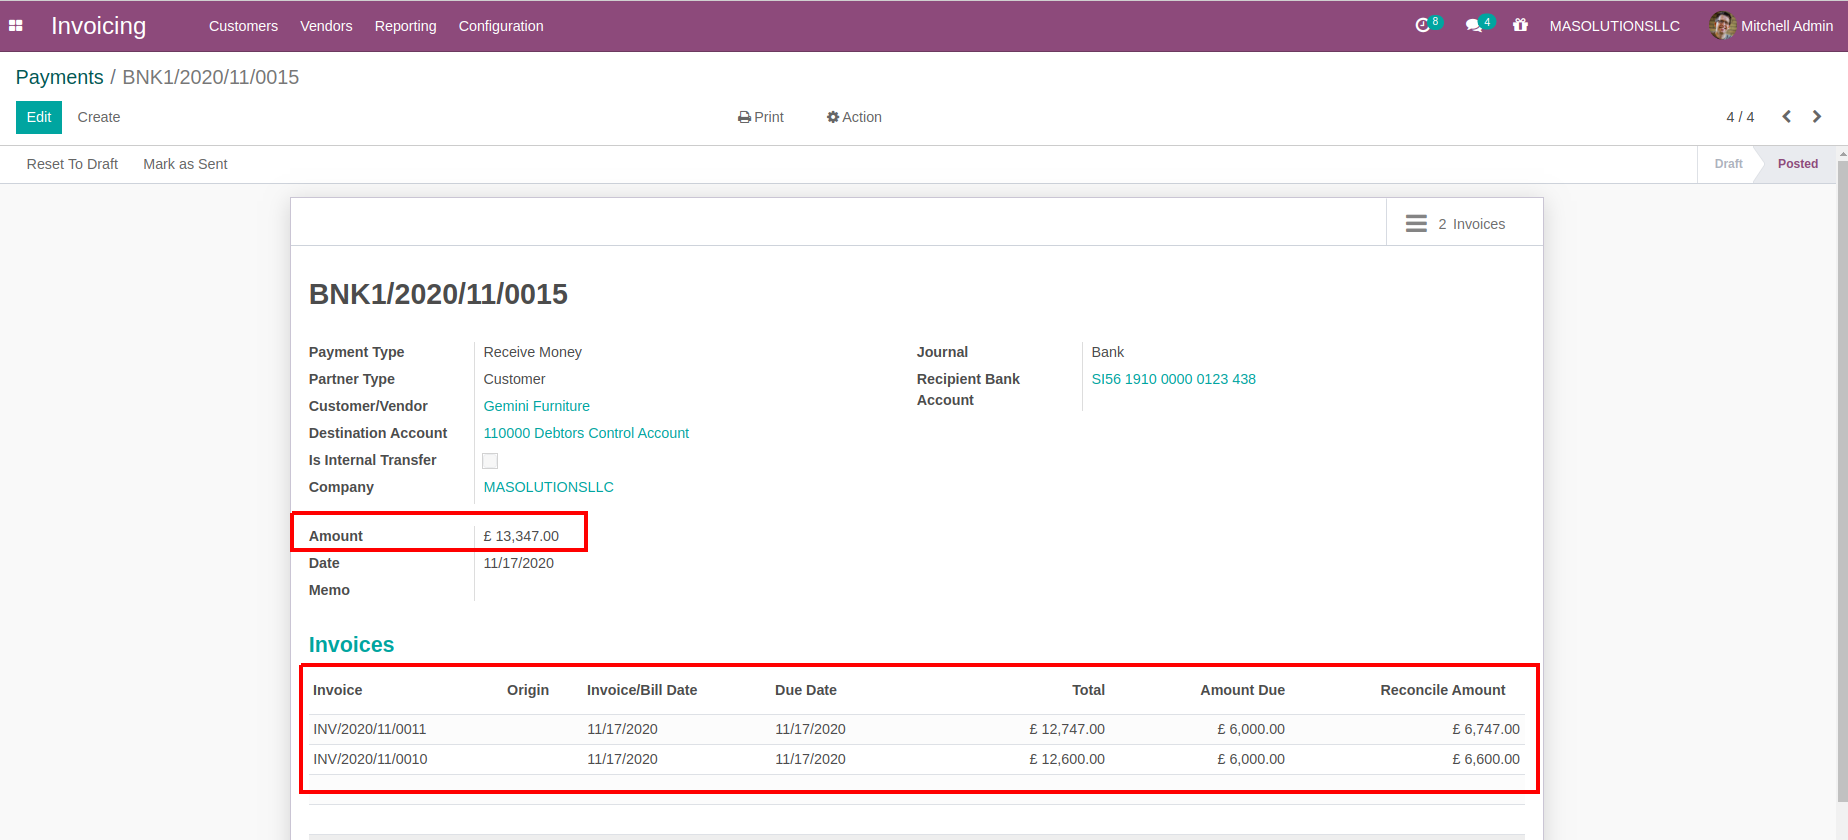 Invoicing Customers Vendors Reporting Configuration 8 4 MASOLUTIONSLLC Mitchell Admin
Payments / BNK1/2020/11/0015
Edit Create Print Action 4 / 4
Reset To Draft Mark as Sent Draft Posted
2 Invoices
BNK1/2020/11/0015
Payment Type Receive Money Journal Bank
Partner Type Customer Recipient Bank Account SI56 1910 0000 0123 438
Customer/Vendor Gemini Furniture
Destination Account 110000 Debtors Control Account
Is Internal Transfer
Company MASOLUTIONSLLC
Amount £ 13,347.00
Date 11/17/2020
Memo
Invoices
Invoice Origin Invoice/Bill Date Due Date Total Amount Due Reconcile Amount
INV/2020/11/0011 11/17/2020 11/17/2020 £ 12,747.00 £ 6,000.00 £ 6,747.00
INV/2020/11/0010 11/17/2020 11/17/2020 £ 12,600.00 £ 6,000.00 £ 6,600.00